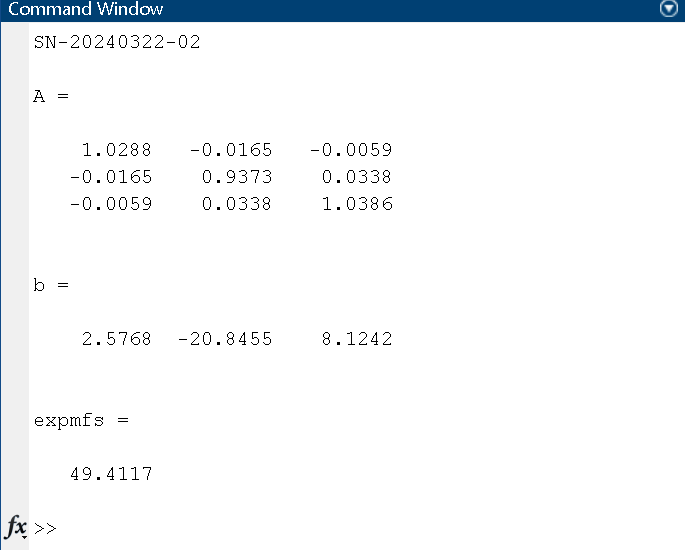 Command Window
SN-20240322-02
A =
1.0288 -0.0165 -0.0059
-0.0165 0.9373 0.0338
-0.0059 0.0338 1.0386
b =
2.5768 -20.8455 8.1242
expmfs =
49.4117
fx >>